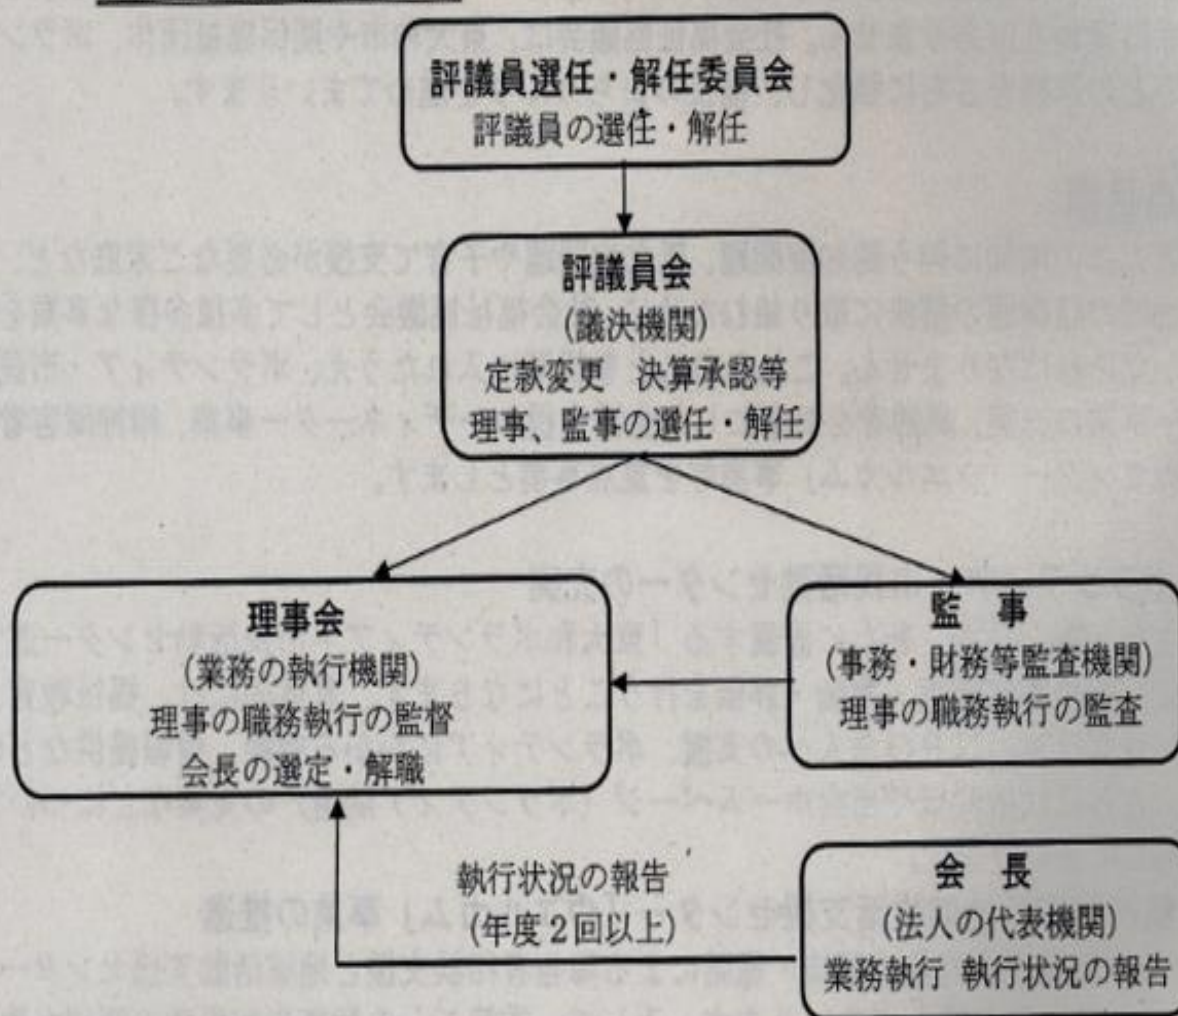 評議員選任・解任委員会
評議員の選任・解任
評議員会
(議決機関)
定款変更　決算承認等
理事、監事の選任・解任
理事会
(業務の執行機関)
理事の職務執行の監督
会長の選定・解職
監　事
(事務・財務等監査機関)
理事の職務執行の監査
執行状況の報告
(年度２回以上)
会　長
(法人の代表機関)
業務執行 執行状況の報告